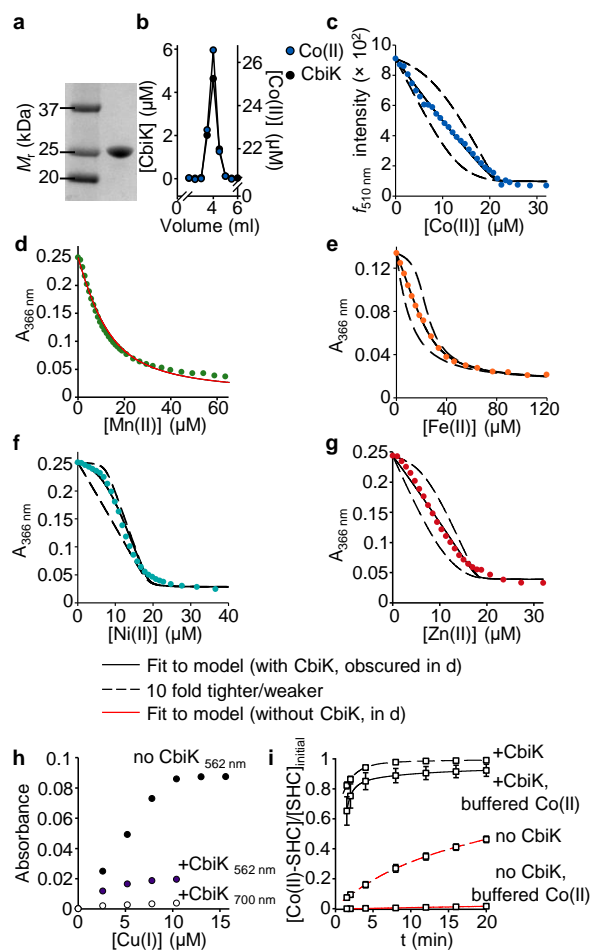 a
M_r (kDa)
37
25
20
b
Co(II)
CbiK
[CbiK] (µM)
6
4
2
0
[Co(II)] (µM)
26
24
22
0
0 4 6
Volume (ml)
c
f510 nm intensity (× 10²)
9
6
3
0
0 10 20 30
[Co(II)] (µM)
d
A366 nm
0.25
0.2
0.15
0.1
0.05
0
0 20 40 60
[Mn(II)] (µM)
e
A366 nm
0.12
0.08
0.04
0
0 40 80 120
[Fe(II)] (µM)
f
A366 nm
0.25
0.2
0.15
0.1
0.05
0
0 10 20 30 40
[Ni(II)] (µM)
g
A366 nm
0.25
0.2
0.15
0.1
0.05
0
0 10 20 30
[Zn(II)] (µM)
Fit to model (with CbiK, obscured in d)
10 fold tighter/weaker
Fit to model (without CbiK, in d)
h
Absorbance
0.1
0.08
0.06
0.04
0.02
0
no CbiK 562 nm
+CbiK 562 nm
+CbiK 700 nm
0 5 10 15
[Cu(I)] (µM)
i
[Co(II)-SHC]/[SHC]initial
1
0.8
0.6
0.4
0.2
0
+CbiK
+CbiK,
buffered Co(II)
no CbiK
no CbiK,
buffered Co(II)
0 5 10 15 20
t (min)